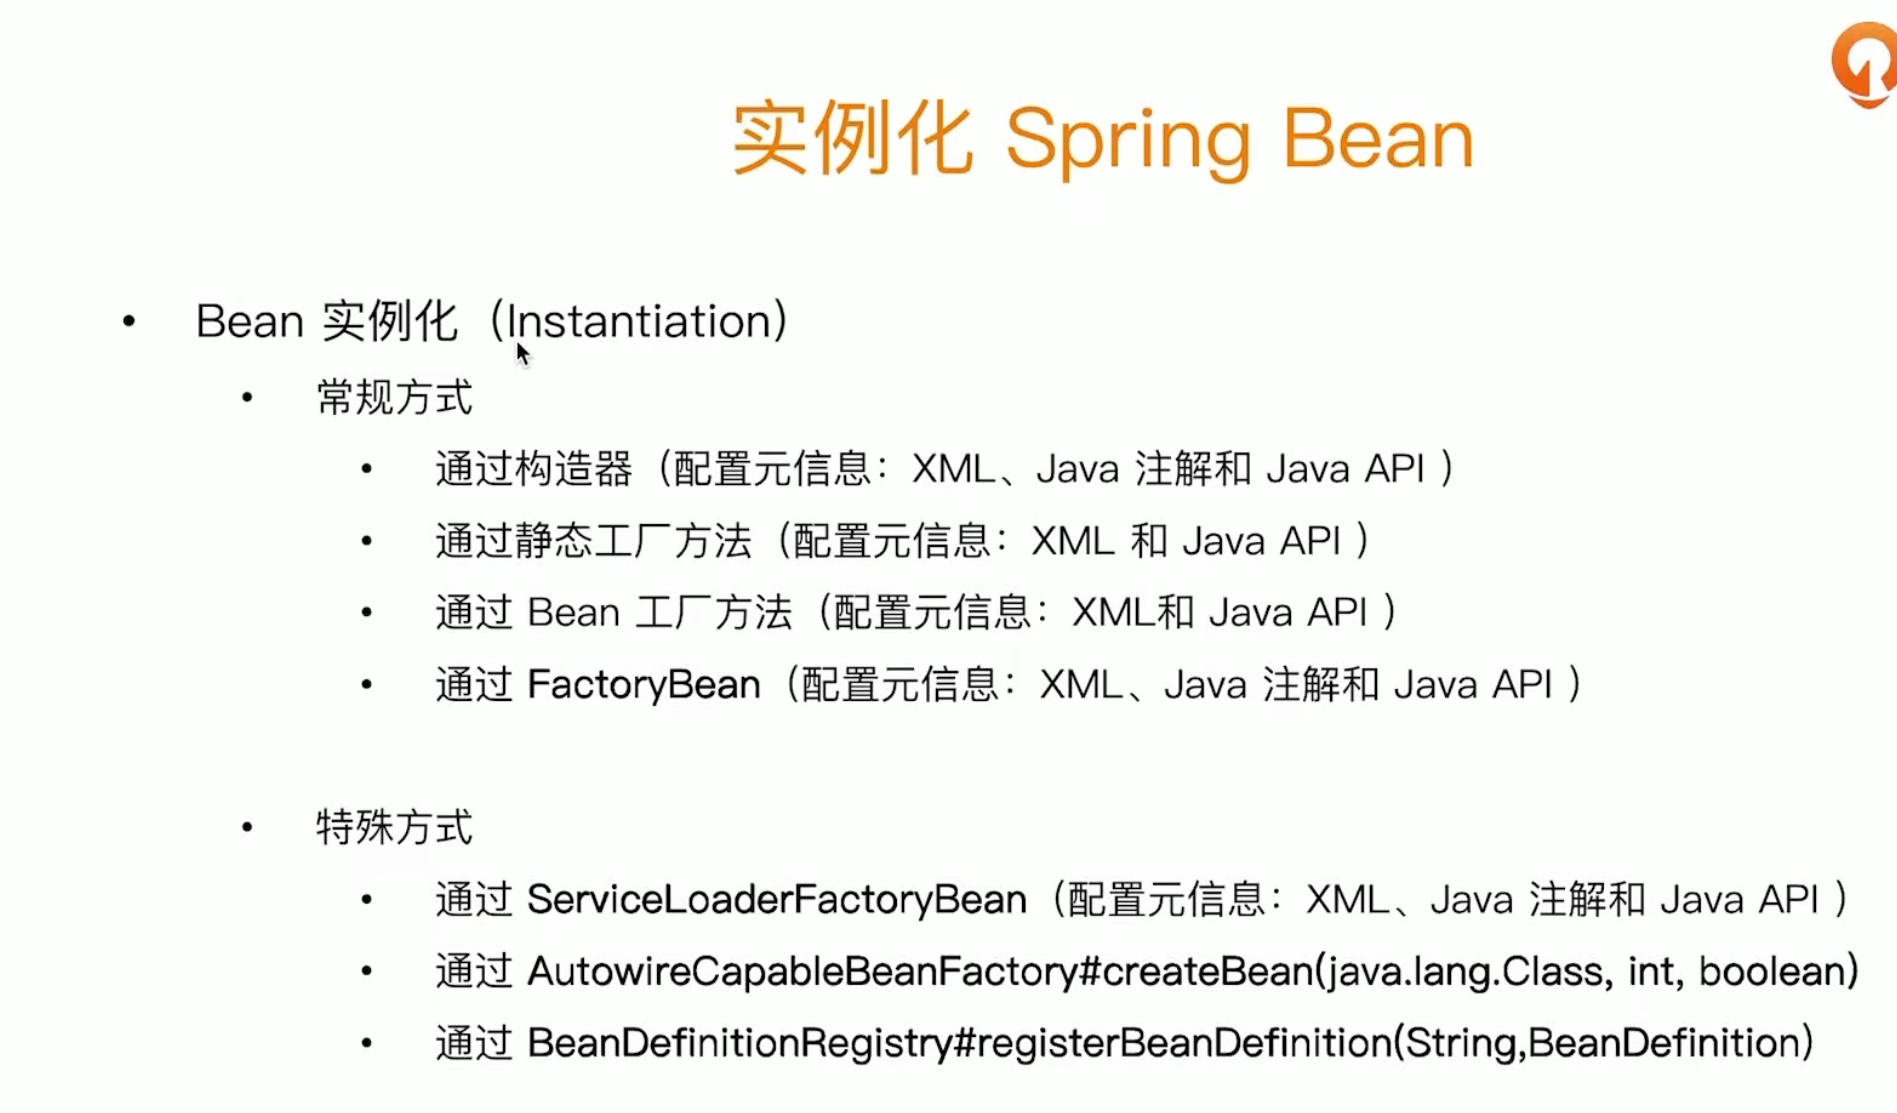 实例化 Spring Bean
• Bean 实例化（Instantiation）
• 常规方式
• 通过构造器（配置元信息：XML、Java 注解和 Java API ）
• 通过静态工厂方法（配置元信息：XML 和 Java API ）
• 通过 Bean 工厂方法（配置元信息：XML和 Java API ）
• 通过 FactoryBean（配置元信息：XML、Java 注解和 Java API ）
• 特殊方式
• 通过 ServiceLoaderFactoryBean（配置元信息：XML、Java 注解和 Java API ）
• 通过 AutowireCapableBeanFactory#createBean(java.lang.Class, int, boolean)
• 通过 BeanDefinitionRegistry#registerBeanDefinition(String,BeanDefinition)